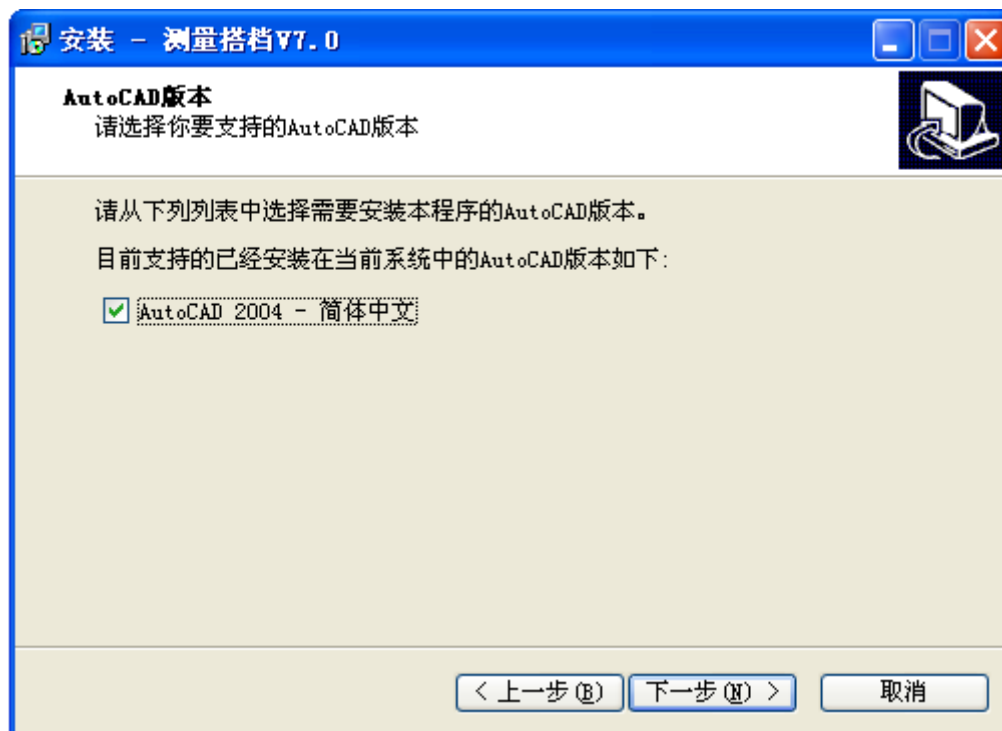 安装 - 测量搭档V7.0
AutoCAD版本
请选择你要支持的AutoCAD版本
请从下列列表中选择需要安装本程序的AutoCAD版本。
目前支持的已经安装在当前系统中的AutoCAD版本如下:
AutoCAD 2004 - 简体中文
< 上一步(B) 下一步(N) > 取消